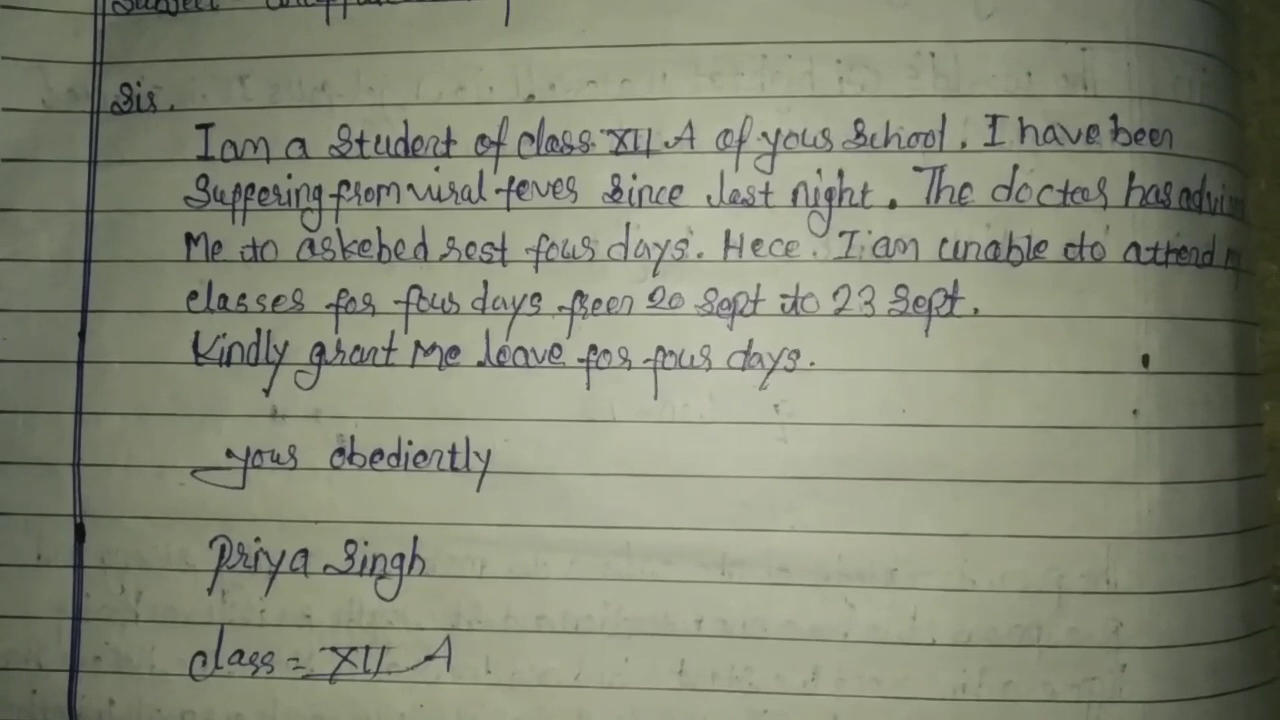 Subject
Sir.
I am a Student of class XII A of your School. I have been
Suffering from viral fever since last night. The doctor has
Me to askebed rest four days. Hece. I am unable to attend
classes for four days freen 20 Sept to 23 Sept.
Kindly grant Me leave for four days.
your obediently
Priya Singh
class = XII A